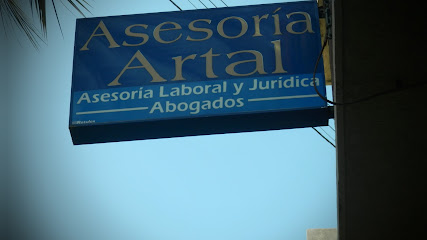 Asesoría
Artal
Asesoría Laboral y Jurídica
Abogados